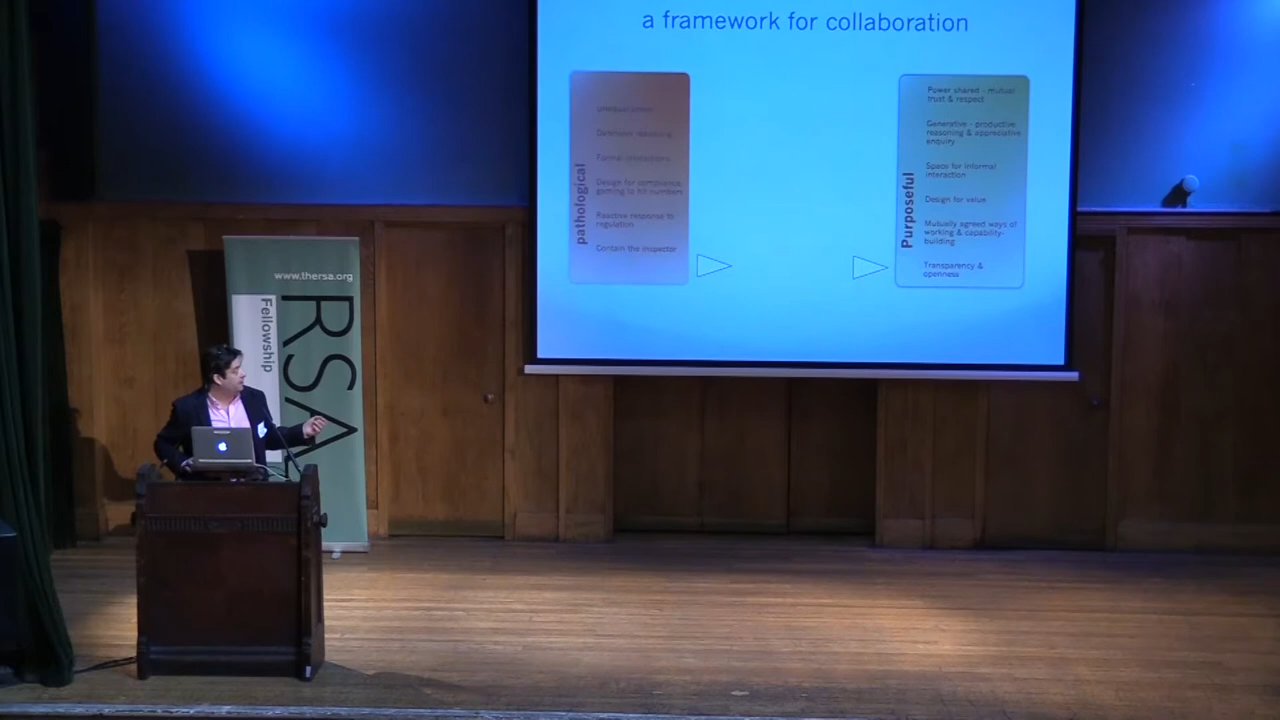 a framework for collaboration
pathological
Unequal power
Defensive reasoning
Formal interactions
Design for compliance,
gaming to hit numbers
Reactive response to
regulation
Contain the inspector
Purposeful
Power shared - mutual
trust & respect
Generative - productive
reasoning & appreciative
enquiry
Space for informal
interaction
Design for value
Mutually agreed ways of
working & capability-
building
Transparency &
openness
www.thersa.org
Fellowship
RSA